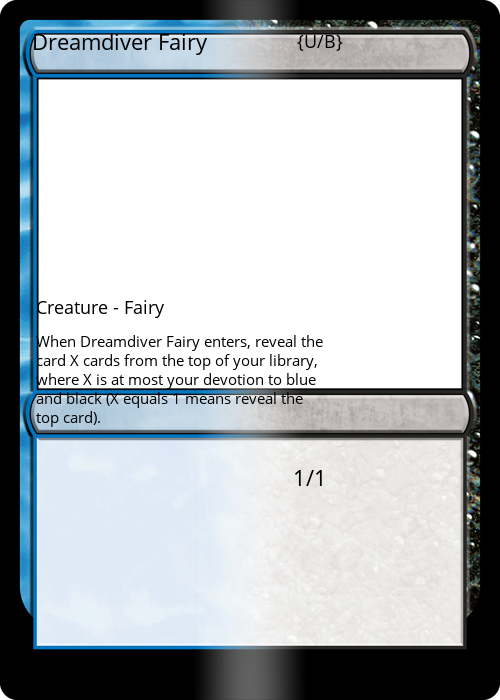 Dreamdiver Fairy {U/B}
Creature - Fairy
When Dreamdiver Fairy enters, reveal the
card X cards from the top of your library,
where X is at most your devotion to blue
and black (X equals 1 means reveal the
top card).
1/1